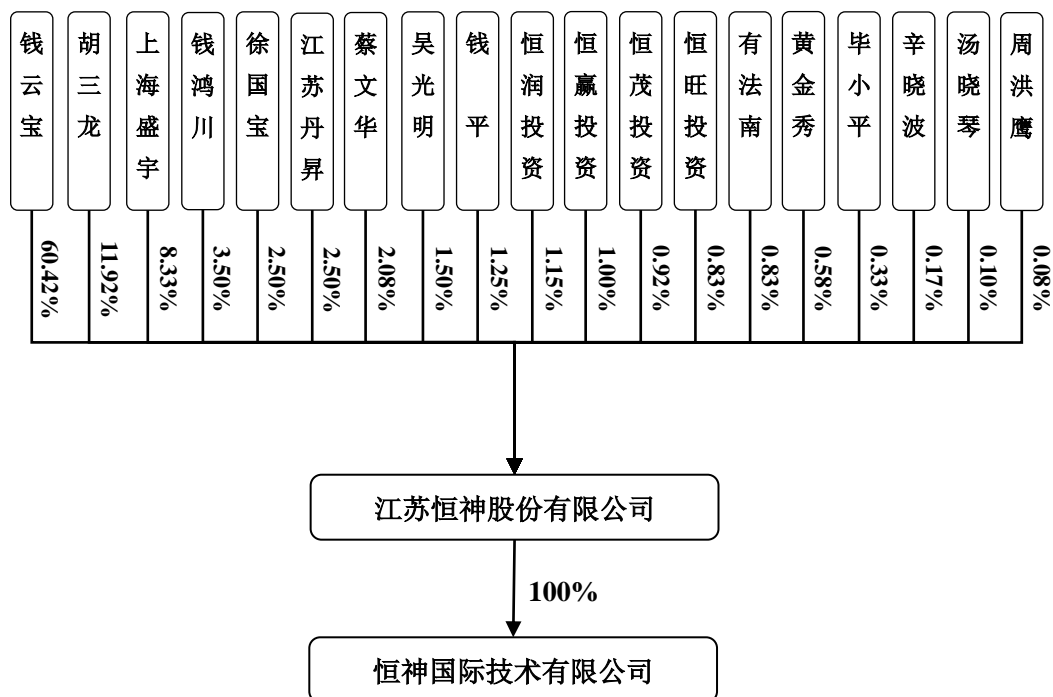 钱云宝
胡三龙
上海盛宇
钱鸿川
徐国宝
江苏丹昇
蔡文华
吴光明
钱平
恒润投资
恒赢投资
恒茂投资
恒旺投资
有法南
黄金秀
毕小平
辛晓波
汤晓琴
周洪鹰
60.42%
11.92%
8.33%
3.50%
2.50%
2.50%
2.08%
1.50%
1.25%
1.15%
1.00%
0.92%
0.83%
0.83%
0.58%
0.33%
0.17%
0.10%
0.08%
江苏恒神股份有限公司
100%
恒神国际技术有限公司